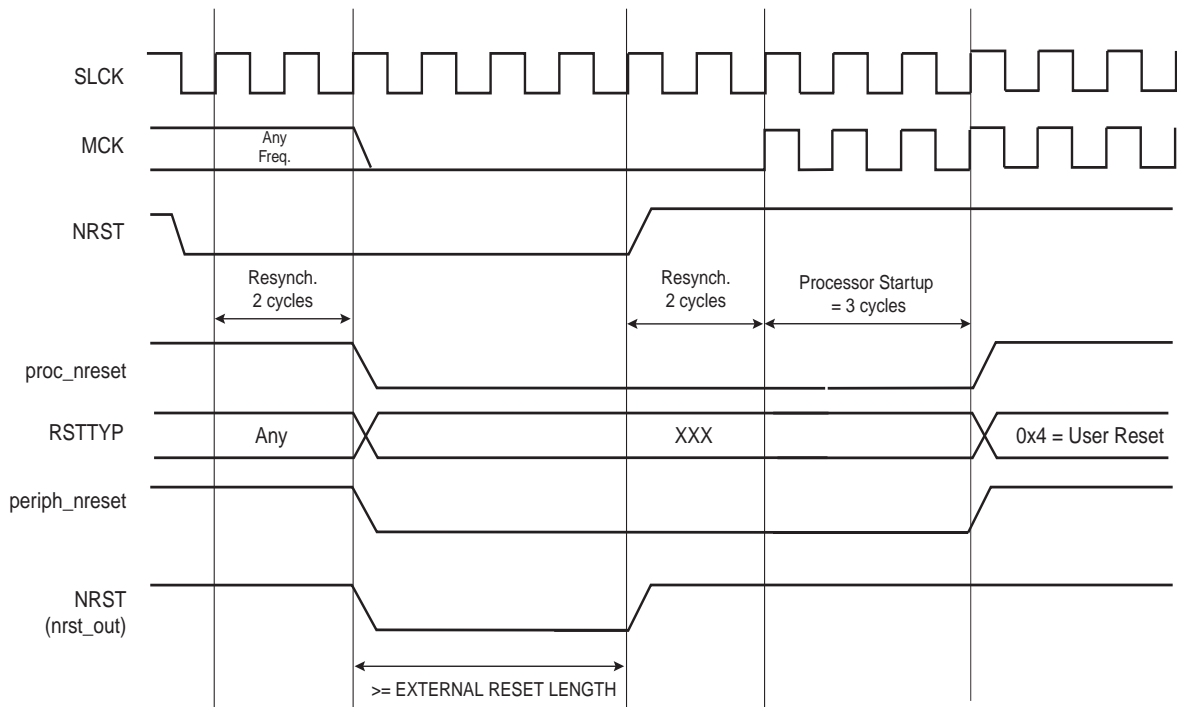 SLCK
MCK
Any
Freq.
NRST
Resynch.
2 cycles
Resynch.
2 cycles
Processor Startup
= 3 cycles
proc_nreset
RSTTYP
Any
XXX
0x4 = User Reset
periph_nreset
NRST
(nrst_out)
>= EXTERNAL RESET LENGTH